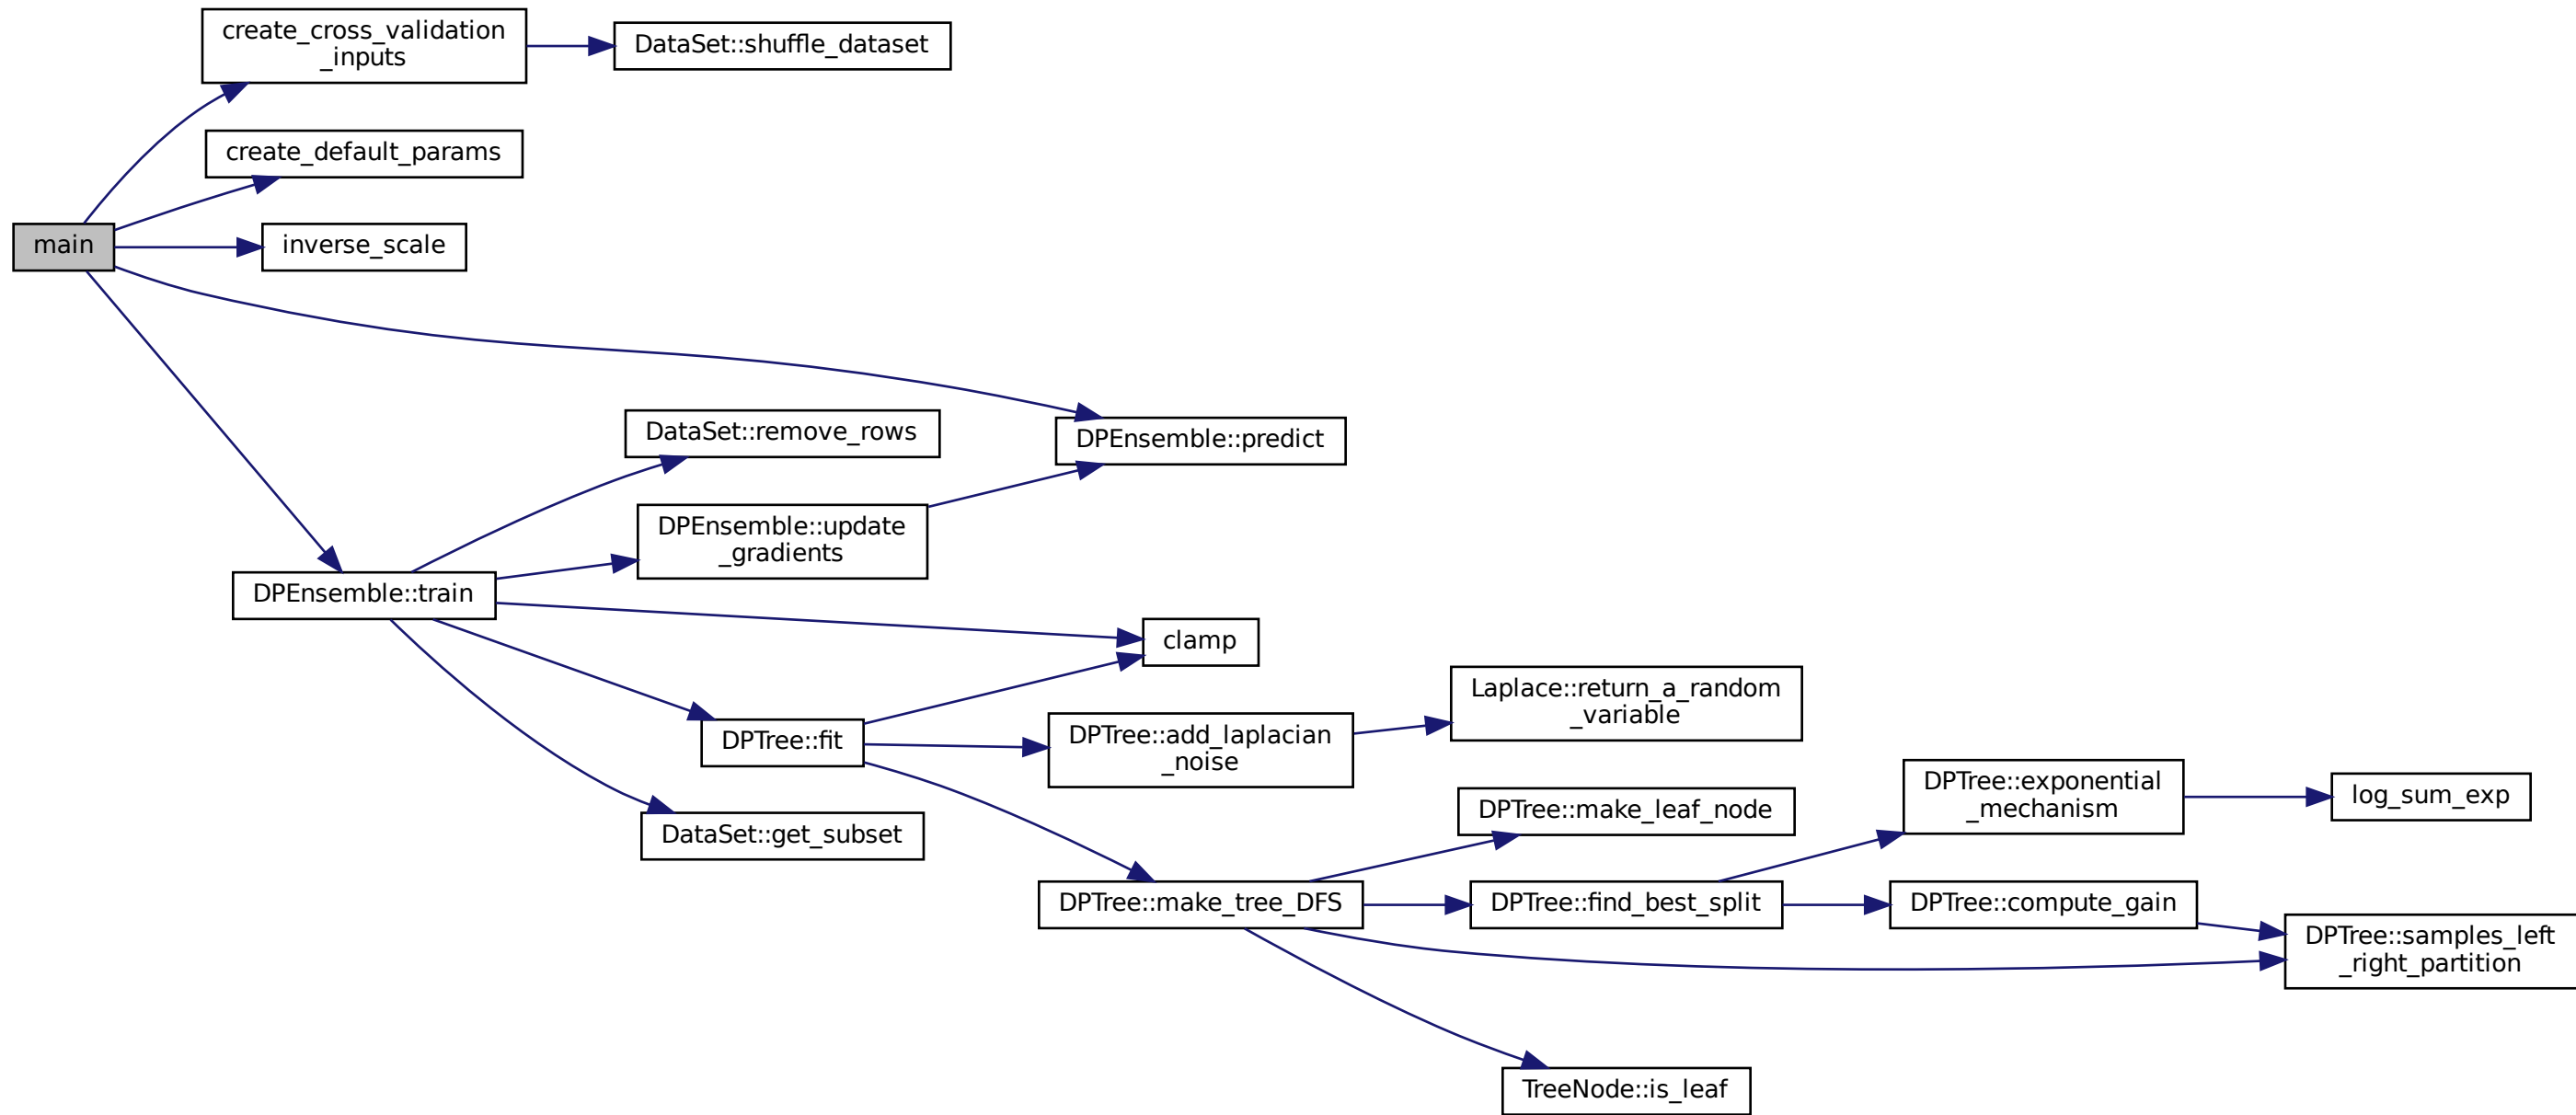 create_cross_validation
_inputs
DataSet::shuffle_dataset
create_default_params
main
inverse_scale
DataSet::remove_rows
DPEnsemble::predict
DPEnsemble::update
_gradients
DPEnsemble::train
clamp
Laplace::return_a_random
_variable
DPTree::fit
DPTree::add_laplacian
_noise
DPTree::exponential
_mechanism
log_sum_exp
DPTree::make_leaf_node
DataSet::get_subset
DPTree::make_tree_DFS
DPTree::find_best_split
DPTree::compute_gain
DPTree::samples_left
_right_partition
TreeNode::is_leaf